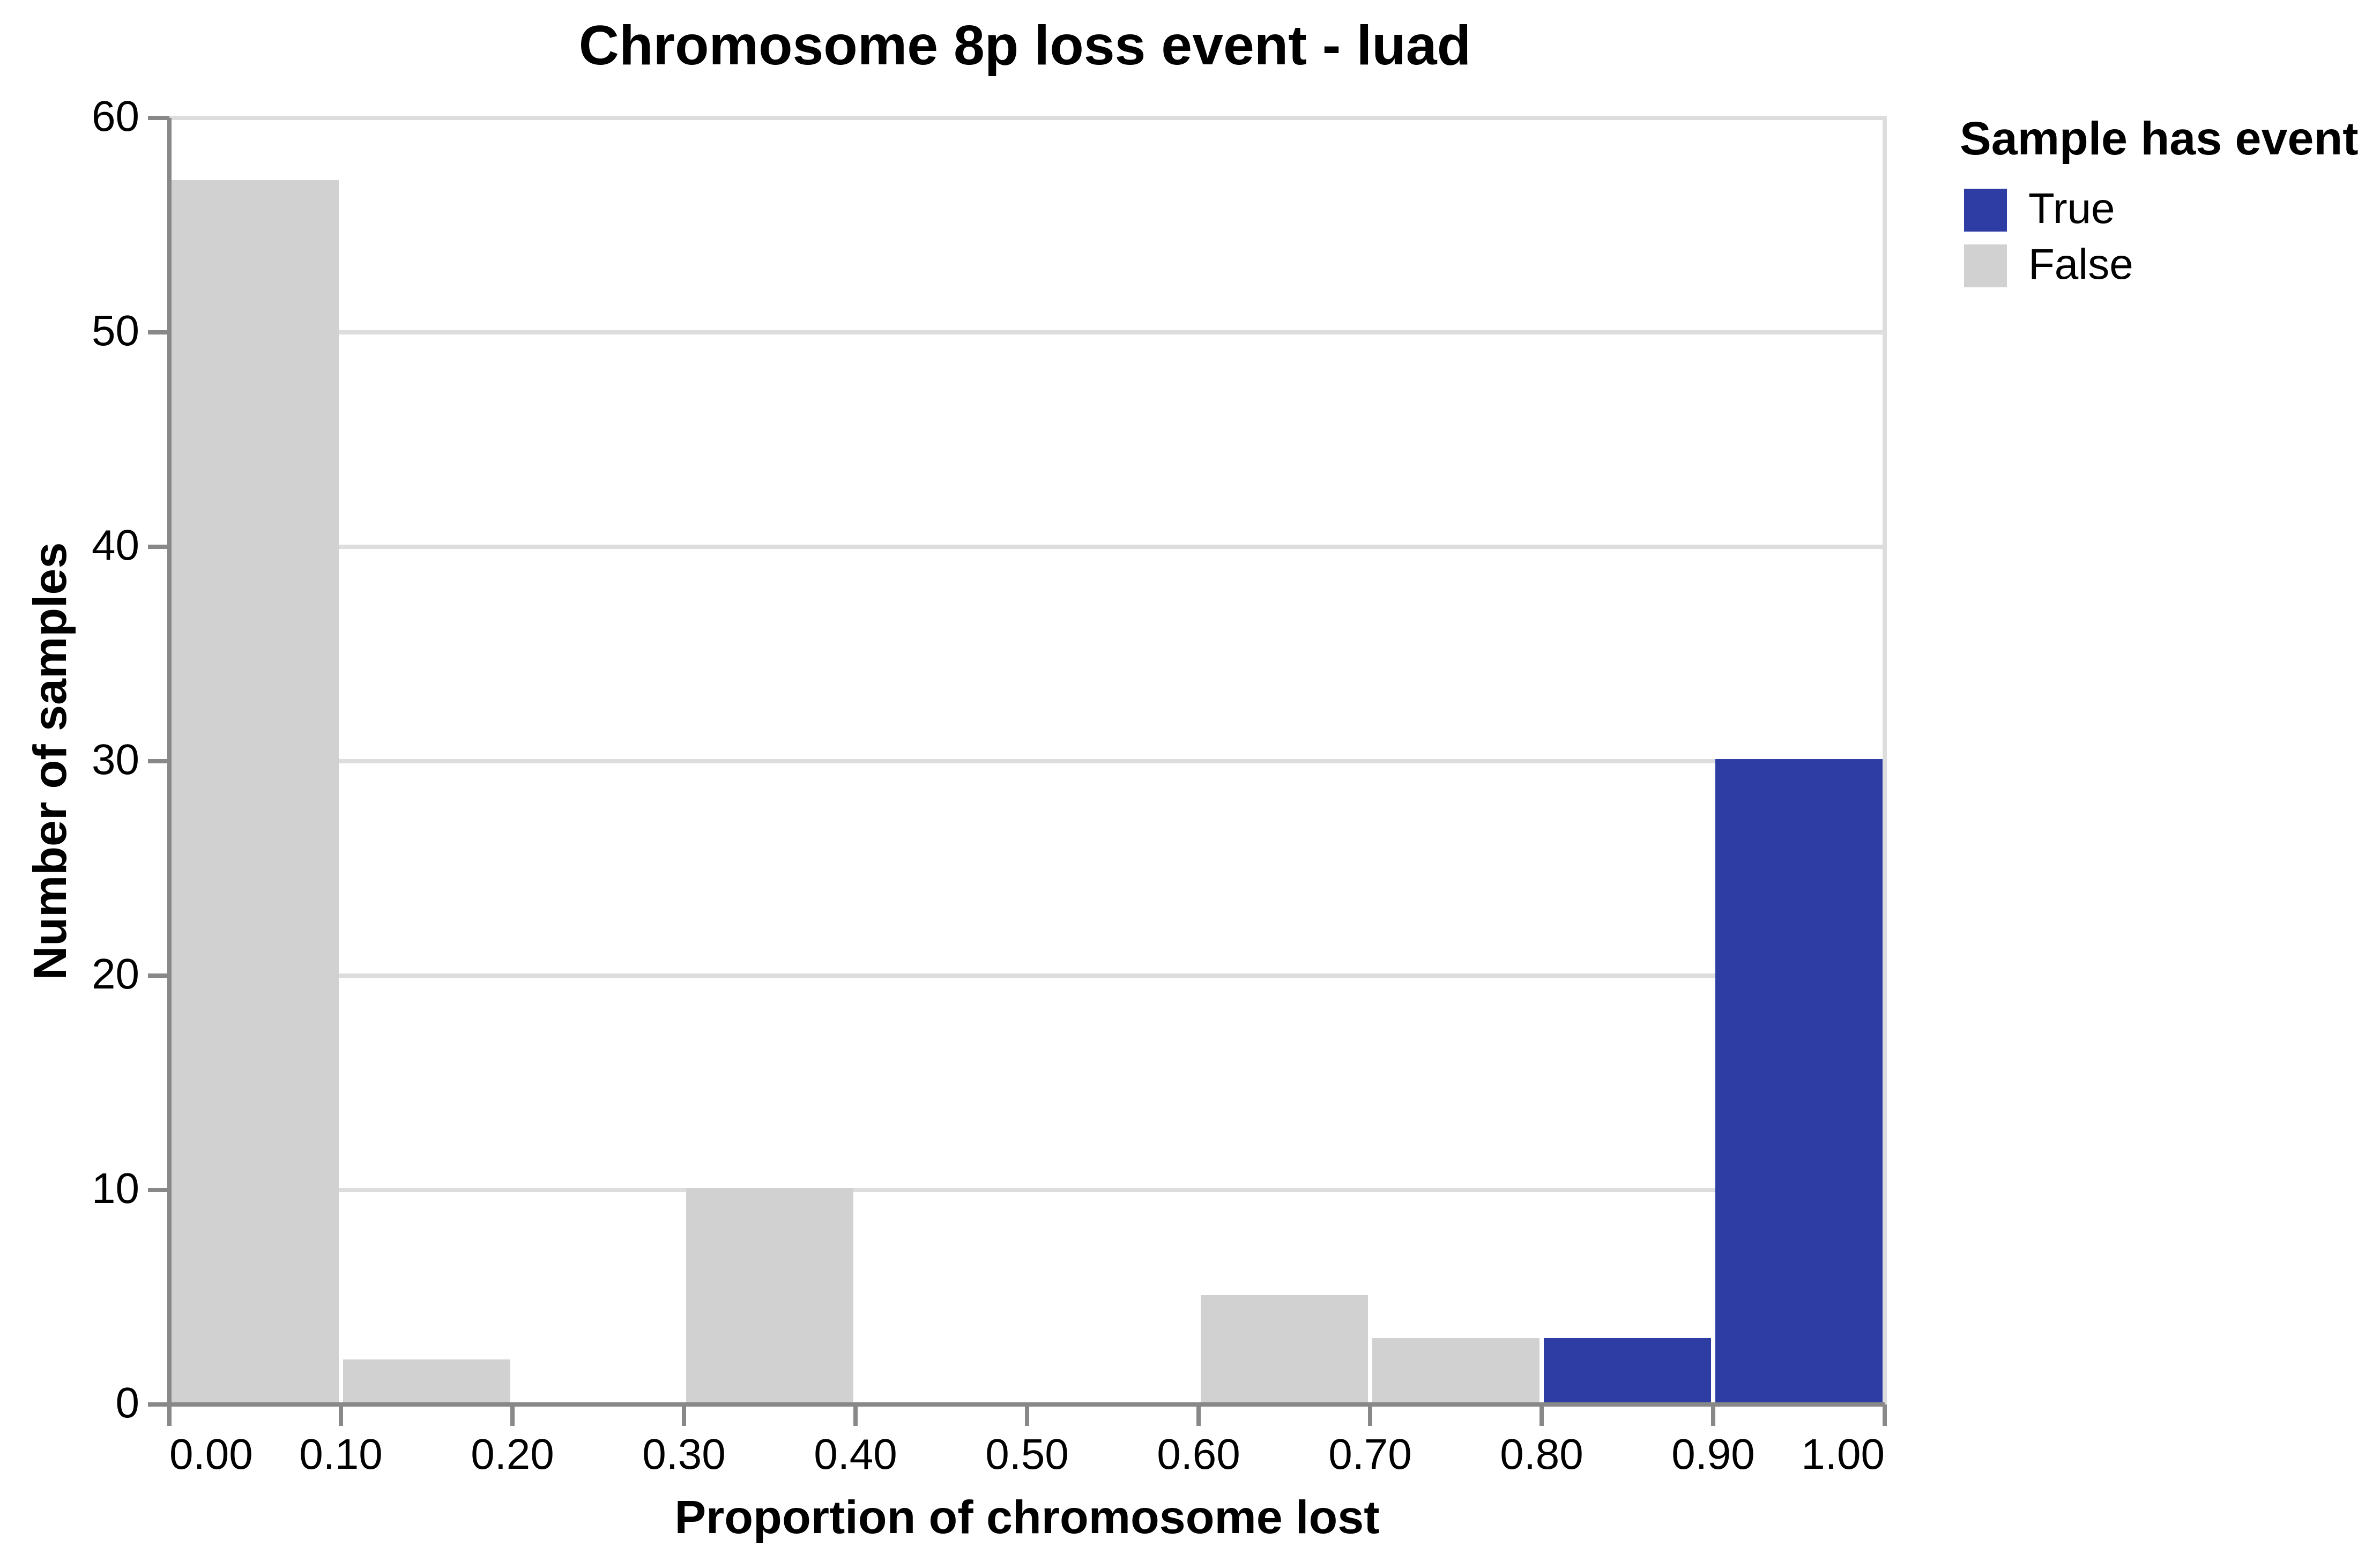 Chromosome 8p loss event - luad
Number of samples
60
50
40
30
20
10
0
0.00 0.10 0.20 0.30 0.40 0.50 0.60 0.70 0.80 0.90 1.00
Proportion of chromosome lost
Sample has event
True
False